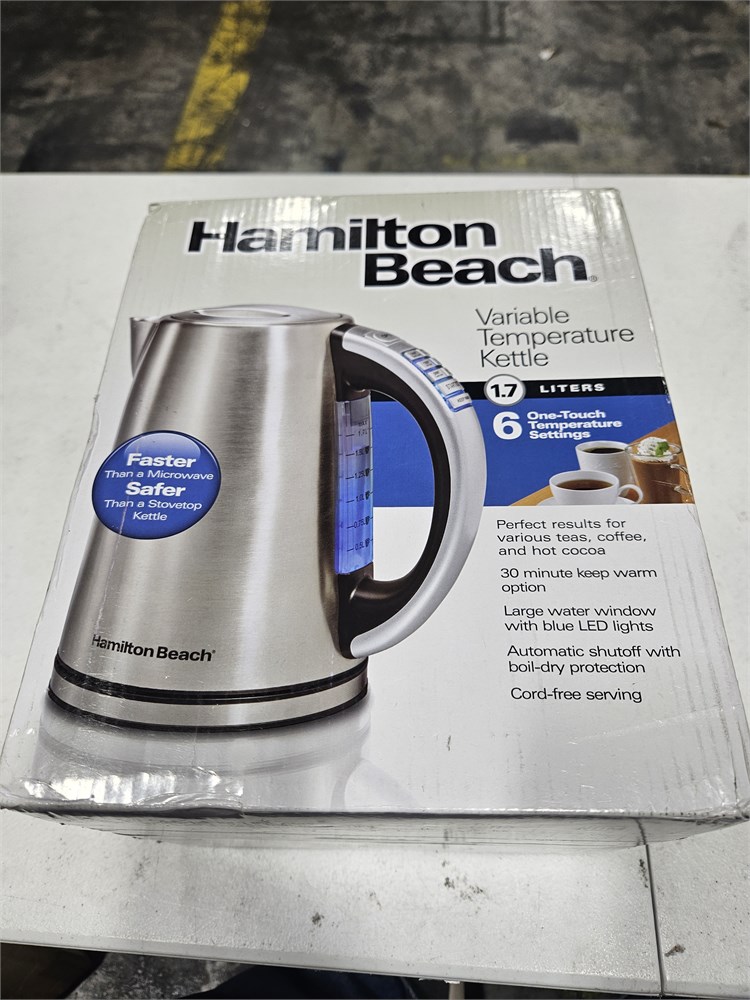 Hamilton
Beach®
Variable
Temperature
Kettle
1.7 LITERS
6 One-Touch
Temperature
Settings
Faster
Than a Microwave
Safer
Than a Stovetop
Kettle
Perfect results for
various teas, coffee,
and hot cocoa
30 minute keep warm
option
Large water window
with blue LED lights
Automatic shutoff with
boil-dry protection
Cord-free serving
Hamilton Beach®